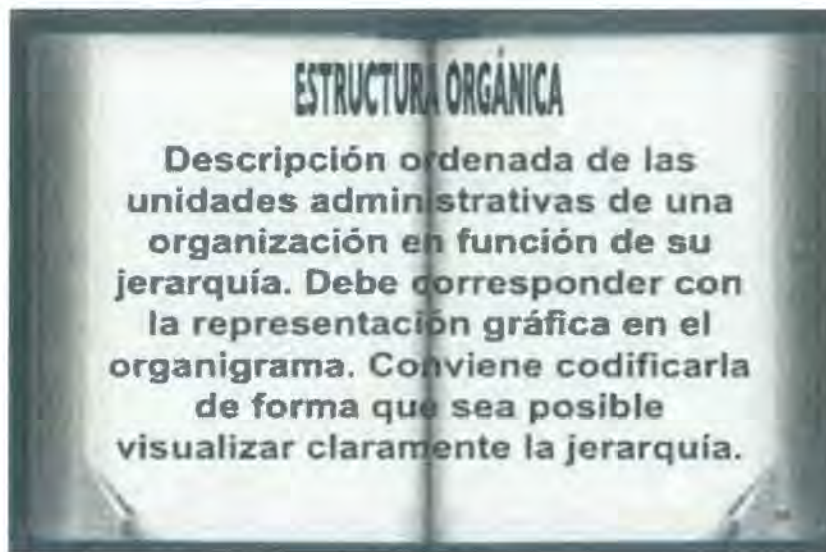 ESTRUCTURA ORGÁNICA
Descripción ordenada de las
unidades administrativas de una
organización en función de su
jerarquía. Debe corresponder con
la representación gráfica en el
organigrama. Conviene codificarla
de forma que sea posible
visualizar claramente la jerarquía.